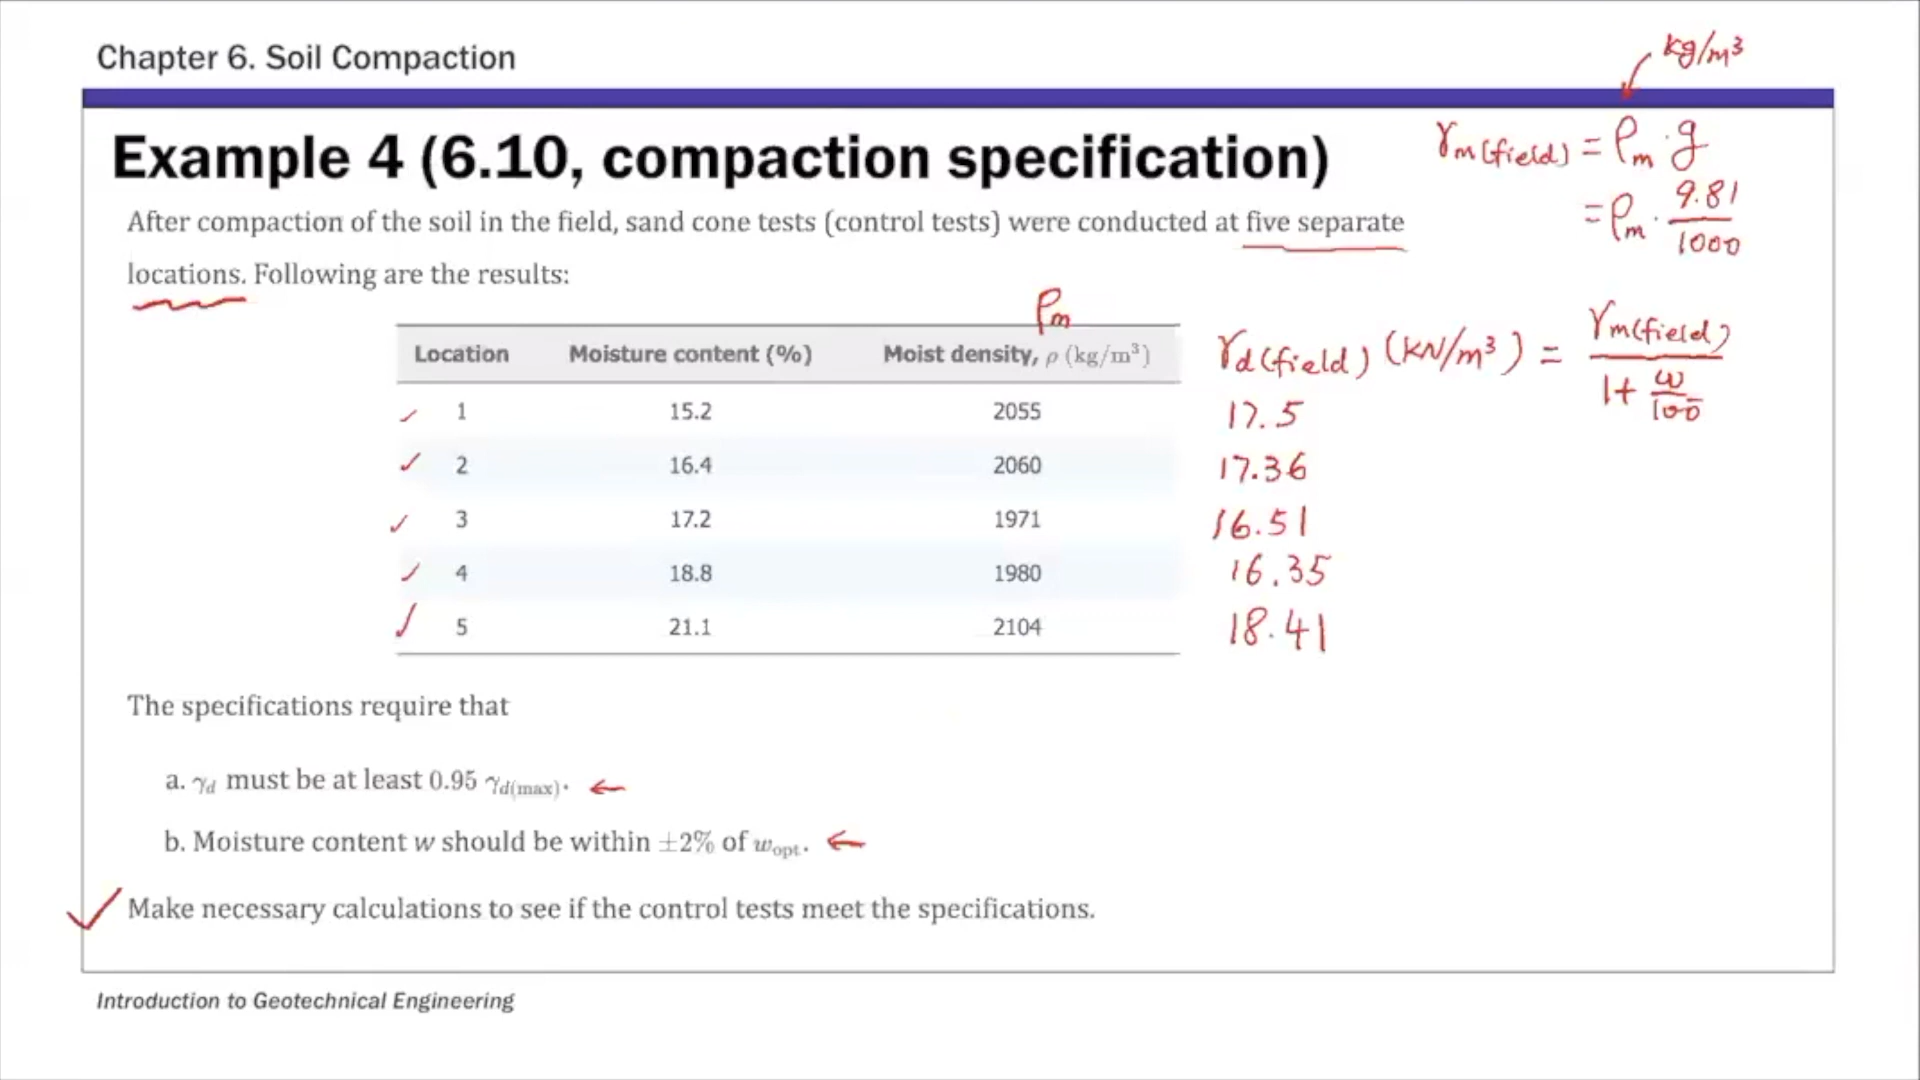 Chapter 6. Soil Compaction
kg/m³
Example 4 (6.10, compaction specification)
γm(field) = ρm · g
= ρm · 9.81/1000
After compaction of the soil in the field, sand cone tests (control tests) were conducted at five separate
locations. Following are the results:
ρm
Location Moisture content (%) Moist density, ρ (kg/m³) γd(field) (kN/m³) = γm(field) / 1+ w/100
1 15.2 2055 17.5
2 16.4 2060 17.36
3 17.2 1971 16.51
4 18.8 1980 16.35
5 21.1 2104 18.41
The specifications require that
a. γd must be at least 0.95 γd(max).
b. Moisture content w should be within ±2% of wopt.
Make necessary calculations to see if the control tests meet the specifications.
Introduction to Geotechnical Engineering